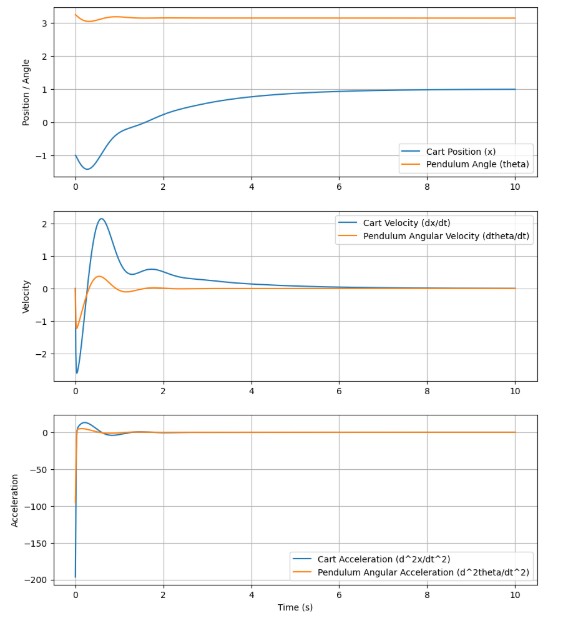 3
2
1
0
−1
Position / Angle
Cart Position (x)
Pendulum Angle (theta)
0 2 4 6 8 10
2
1
0
−1
−2
Velocity
Cart Velocity (dx/dt)
Pendulum Angular Velocity (dtheta/dt)
0 2 4 6 8 10
0
−50
−100
−150
−200
Acceleration
Cart Acceleration (d^2x/dt^2)
Pendulum Angular Acceleration (d^2theta/dt^2)
0 2 4 6 8 10
Time (s)